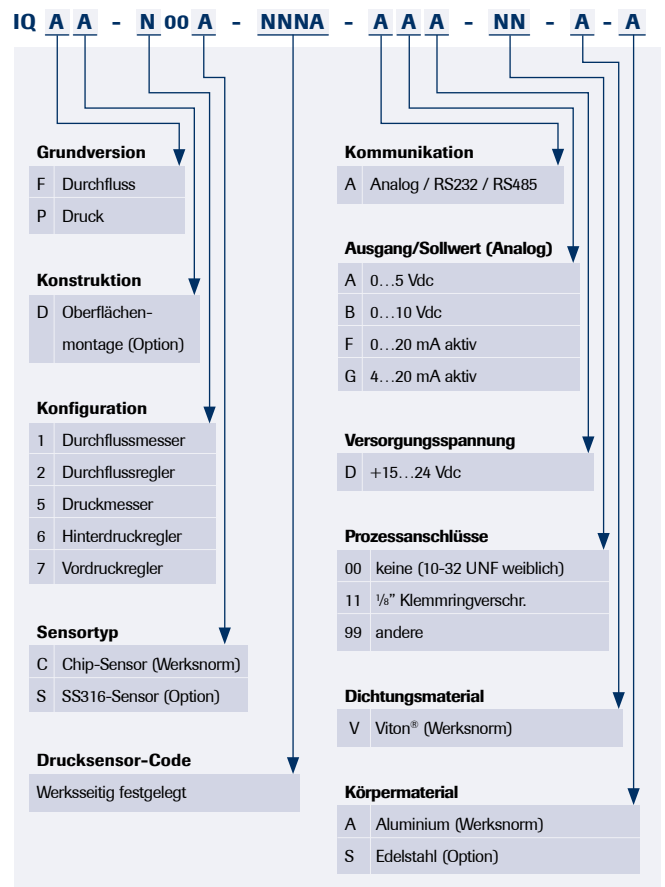 IQ A A - N 00 A - NNNA - A A A - NN - A - A
Grundversion
F Durchfluss
P Druck
Konstruktion
D Oberflächen-
montage (Option)
Konfiguration
1 Durchflussmesser
2 Durchflussregler
5 Druckmesser
6 Hinterdruckregler
7 Vordruckregler
Sensortyp
C Chip-Sensor (Werksnorm)
S SS316-Sensor (Option)
Drucksensor-Code
Werksseitig festgelegt
Kommunikation
A Analog / RS232 / RS485
Ausgang/Sollwert (Analog)
A 0…5 Vdc
B 0…10 Vdc
F 0…20 mA aktiv
G 4…20 mA aktiv
Versorgungsspannung
D +15…24 Vdc
Prozessanschlüsse
00 keine (10-32 UNF weiblich)
11 ⅛” Klemmringverschr.
99 andere
Dichtungsmaterial
V Viton® (Werksnorm)
Körpermaterial
A Aluminium (Werksnorm)
S Edelstahl (Option)